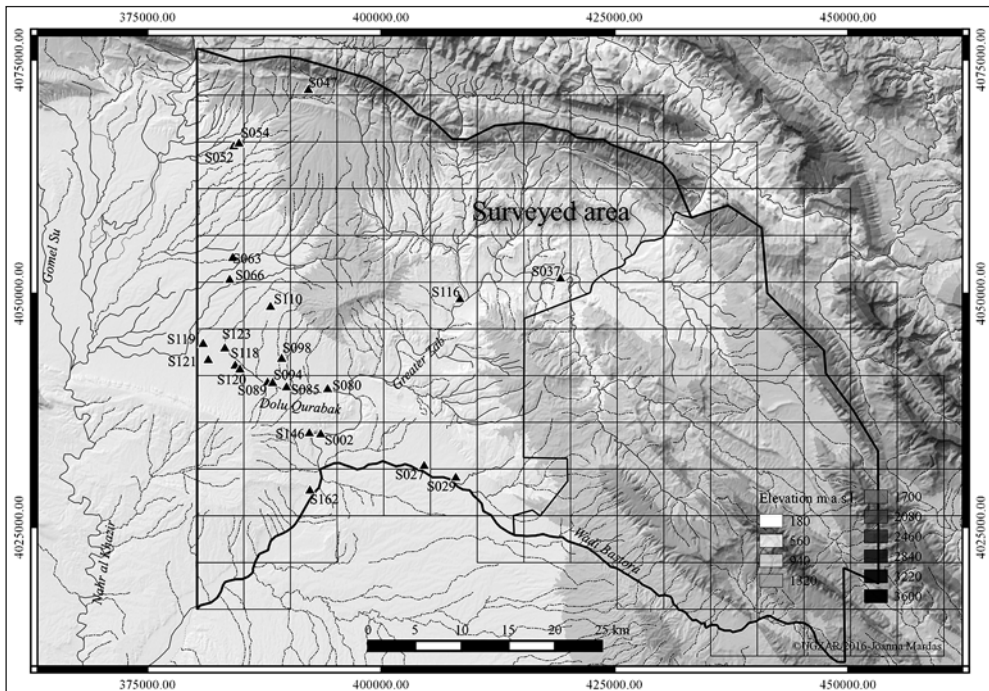 375000.00 400000.00 425000.00 450000.00
4075000.00
4075000.00
S047
S054
S052
Surveyed area
Gomel Su
S063
S037
S066
4050000.00
4050000.00
S116
S110
S119
S123
S098
S118
S121
Greater Zab
S120
S094
S089
S085
S080
Dolu Qurabak
S146
S002
S027
S029
S162
Elevation m a s l
180
560
940
1320
1700
2080
2460
2840
3220
3600
4025000.00
4025000.00
Wadi Bastora
Nahr al Khazir
0 5 10 15 20 25 km
©UGZAR/2016-Joanna Mardas
375000.00 400000.00 425000.00 450000.00